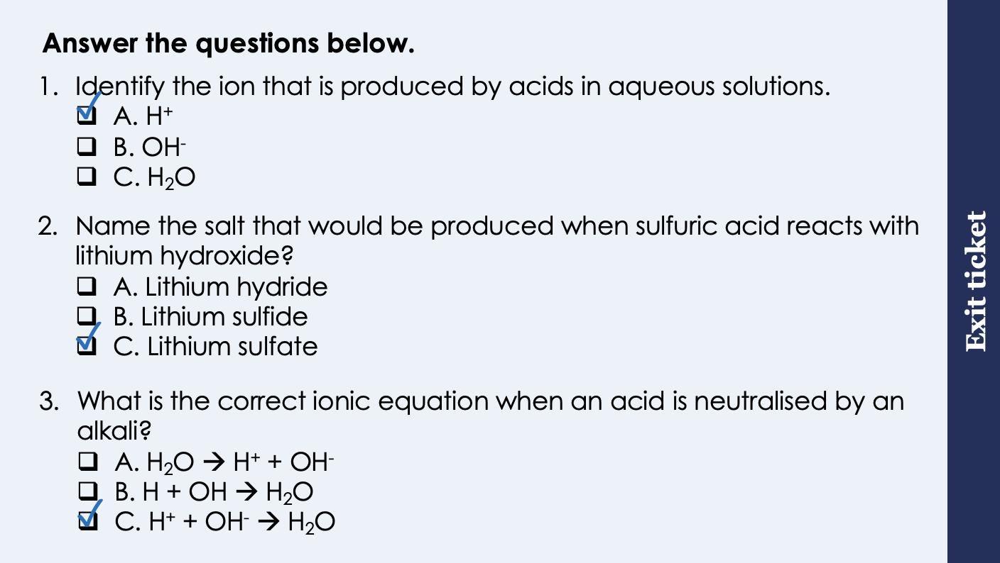 Answer the questions below.
1. Identify the ion that is produced by acids in aqueous solutions.
A. H⁺
B. OH⁻
C. H₂O
2. Name the salt that would be produced when sulfuric acid reacts with
lithium hydroxide?
A. Lithium hydride
B. Lithium sulfide
C. Lithium sulfate
3. What is the correct ionic equation when an acid is neutralised by an
alkali?
A. H₂O → H⁺ + OH⁻
B. H + OH → H₂O
C. H⁺ + OH⁻ → H₂O
Exit ticket